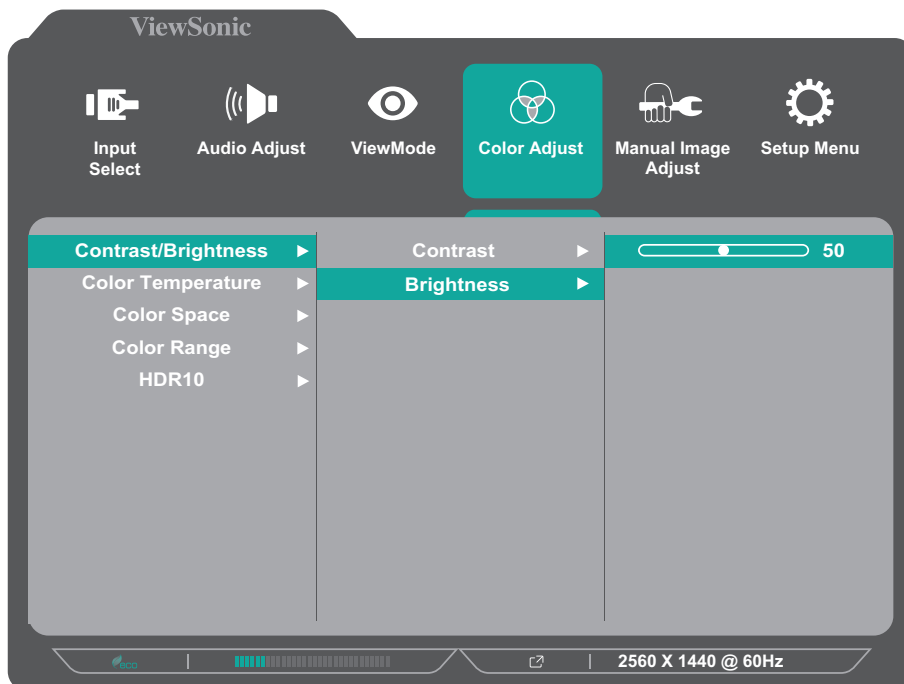 ViewSonic
Input
Select
Audio Adjust
ViewMode
Color Adjust
Manual Image
Adjust
Setup Menu
Contrast/Brightness
Color Temperature
Color Space
Color Range
HDR10
Contrast
Brightness
50
eco
2560 X 1440 @ 60Hz